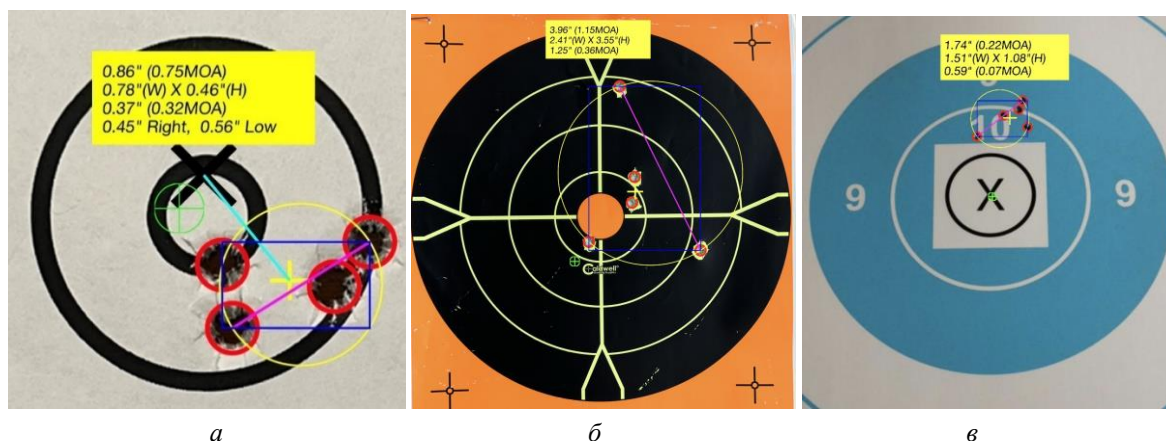 0.86" (0.75MOA)
0.78"(W) X 0.46"(H)
0.37" (0.32MOA)
0.45" Right, 0.56" Low
3.96" (1.15MOA)
2.41"(W) X 3.55"(H)
1.25" (0.36MOA)
Caldwell
1.74" (0.22MOA)
1.51"(W) X 1.08"(H)
0.59" (0.07MOA)
10
9
X
9
а
б
в